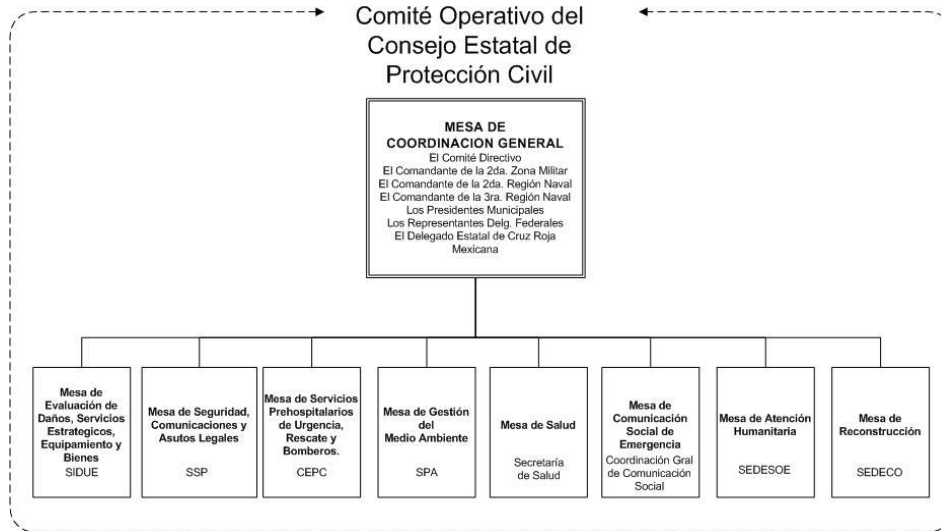 Comité Operativo del
Consejo Estatal de
Protección Civil
MESA DE
COORDINACION GENERAL
El Comité Directivo
El Comandante de la 2da. Zona Militar
El Comandante de la 2da. Región Naval
El Comandante de la 3ra. Región Naval
Los Presidentes Municipales
Los Representantes Delg. Federales
El Delegado Estatal de Cruz Roja
Mexicana
Mesa de
Evaluación de
Daños, Servicios
Estrategicos,
Equipamiento y
Bienes
SIDUE
Mesa de Seguridad,
Comunicaciones y
Asutos Legales
SSP
Mesa de Servicios
Prehospitalarios
de Urgencia,
Rescate y
Bomberos.
CEPC
Mesa de Gestión
del
Medio Ambiente
SPA
Mesa de Salud
Secretaría
de Salud
Mesa de
Comunicación
Social de
Emergencia
Coordinación Gral
de Comunicación
Social
Mesa de Atención
Humanitaria
SEDESOE
Mesa de
Reconstrucción
SEDECO